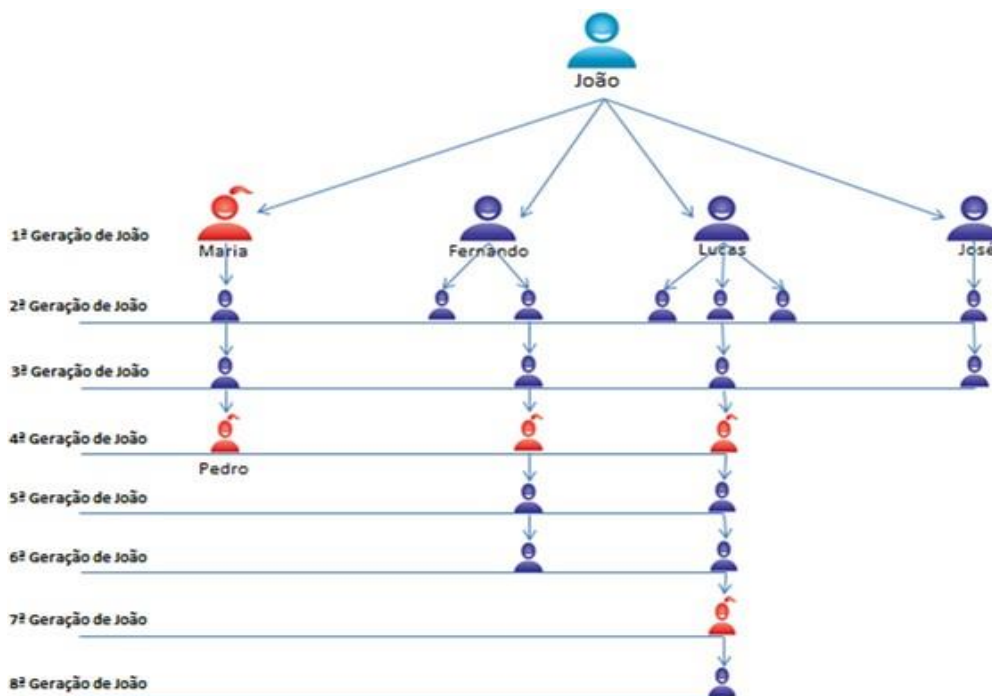 João
1ª Geração de João
Maria
Fernando
Lucas
José
2ª Geração de João
3ª Geração de João
4ª Geração de João
Pedro
5ª Geração de João
6ª Geração de João
7ª Geração de João
8ª Geração de João